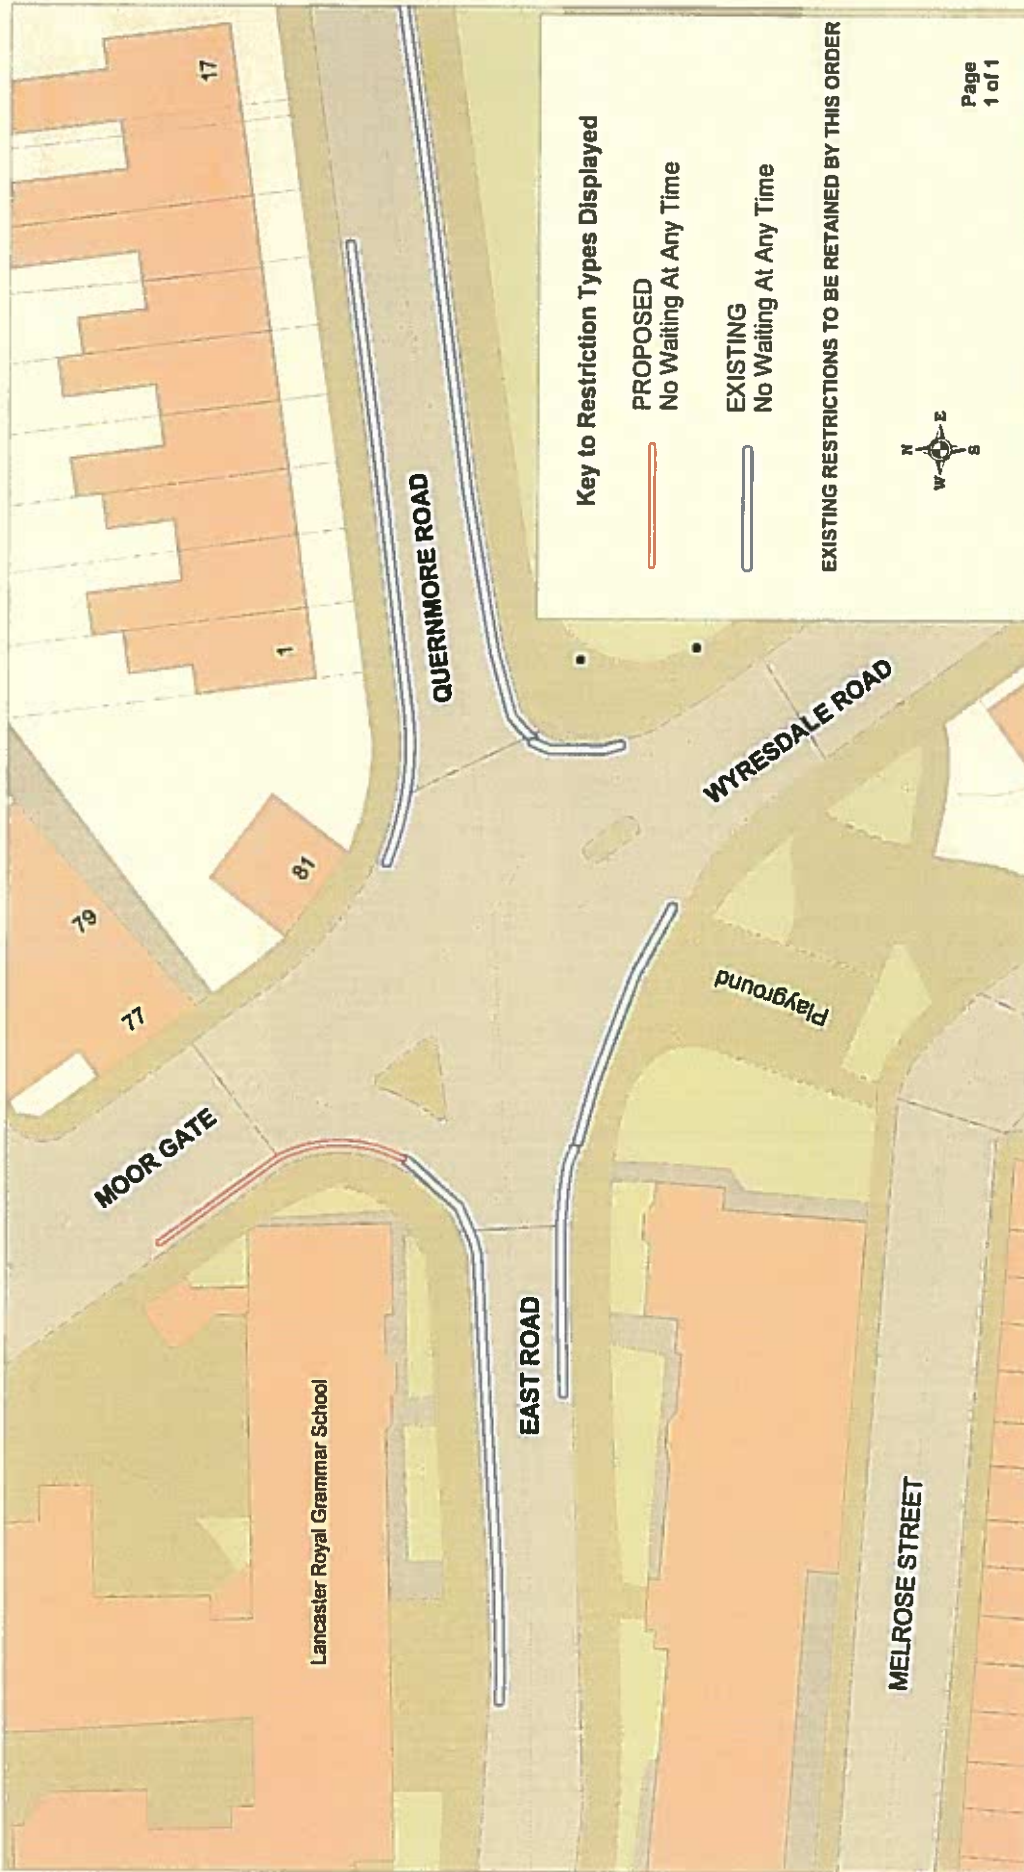 17
79
77
MOOR GATE
81
1
Lancaster Royal Grammar School
QUERNMORE ROAD
EAST ROAD
WYRESDALE ROAD
Playground
MELROSE STREET
Key to Restriction Types Displayed
PROPOSED
No Waiting At Any Time
EXISTING
No Waiting At Any Time
EXISTING RESTRICTIONS TO BE RETAINED BY THIS ORDER
N
W E
S
Page
1 of 1